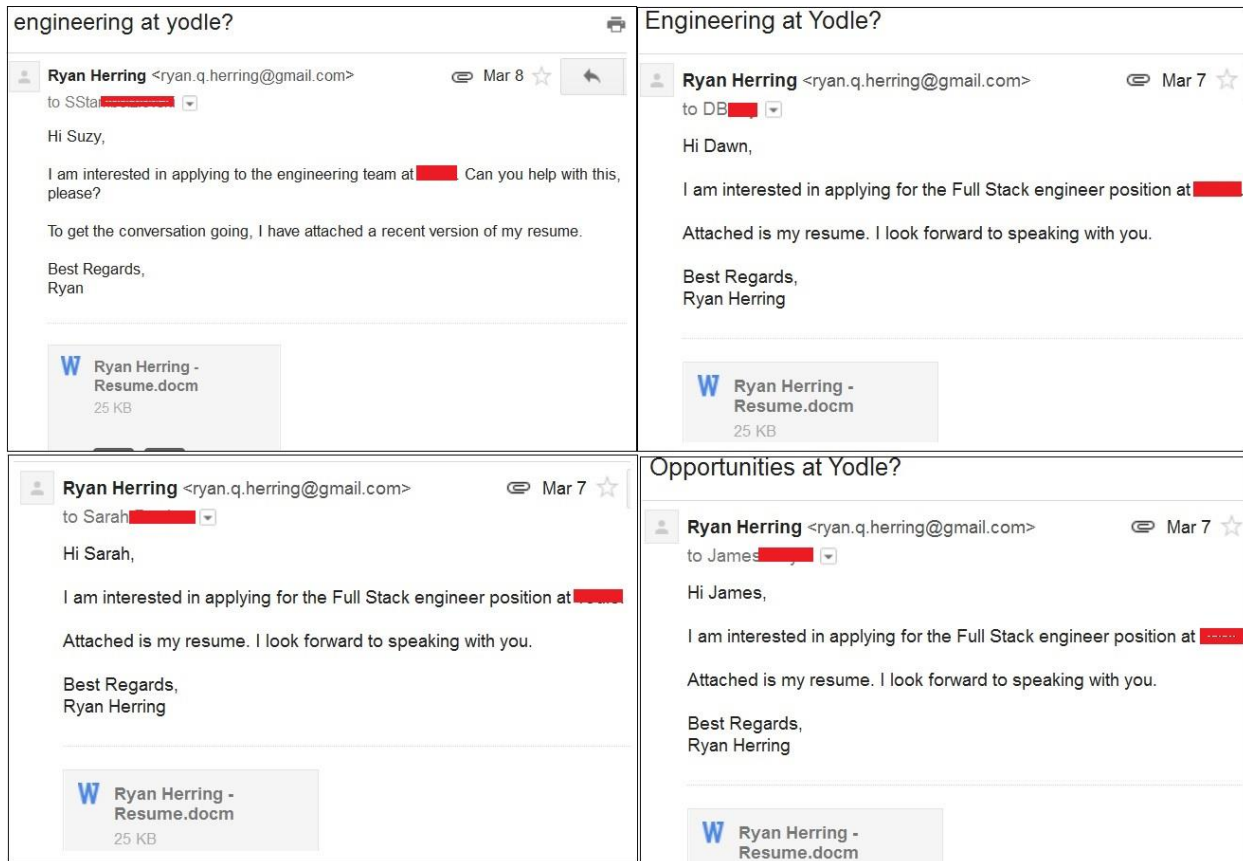 engineering at yodle?
Ryan Herring <ryan.q.herring@gmail.com>
Mar 8
to SSta
Hi Suzy,
I am interested in applying to the engineering team at
Can you help with this,
please?
To get the conversation going, I have attached a recent version of my resume.
Best Regards,
Ryan
W
Ryan Herring -
Resume.docm
25 KB
Engineering at Yodle?
Ryan Herring <ryan.q.herring@gmail.com>
Mar 7
to DB
Hi Dawn,
I am interested in applying for the Full Stack engineer position at
Attached is my resume. I look forward to speaking with you.
Best Regards,
Ryan Herring
W
Ryan Herring -
Resume.docm
25 KB
Ryan Herring <ryan.q.herring@gmail.com>
Mar 7
to Sarah
Hi Sarah,
I am interested in applying for the Full Stack engineer position at
Attached is my resume. I look forward to speaking with you.
Best Regards,
Ryan Herring
W
Ryan Herring -
Resume.docm
25 KB
Opportunities at Yodle?
Ryan Herring <ryan.q.herring@gmail.com>
Mar 7
to James
Hi James,
I am interested in applying for the Full Stack engineer position at
Attached is my resume. I look forward to speaking with you.
Best Regards,
Ryan Herring
W
Ryan Herring -
Resume.docm